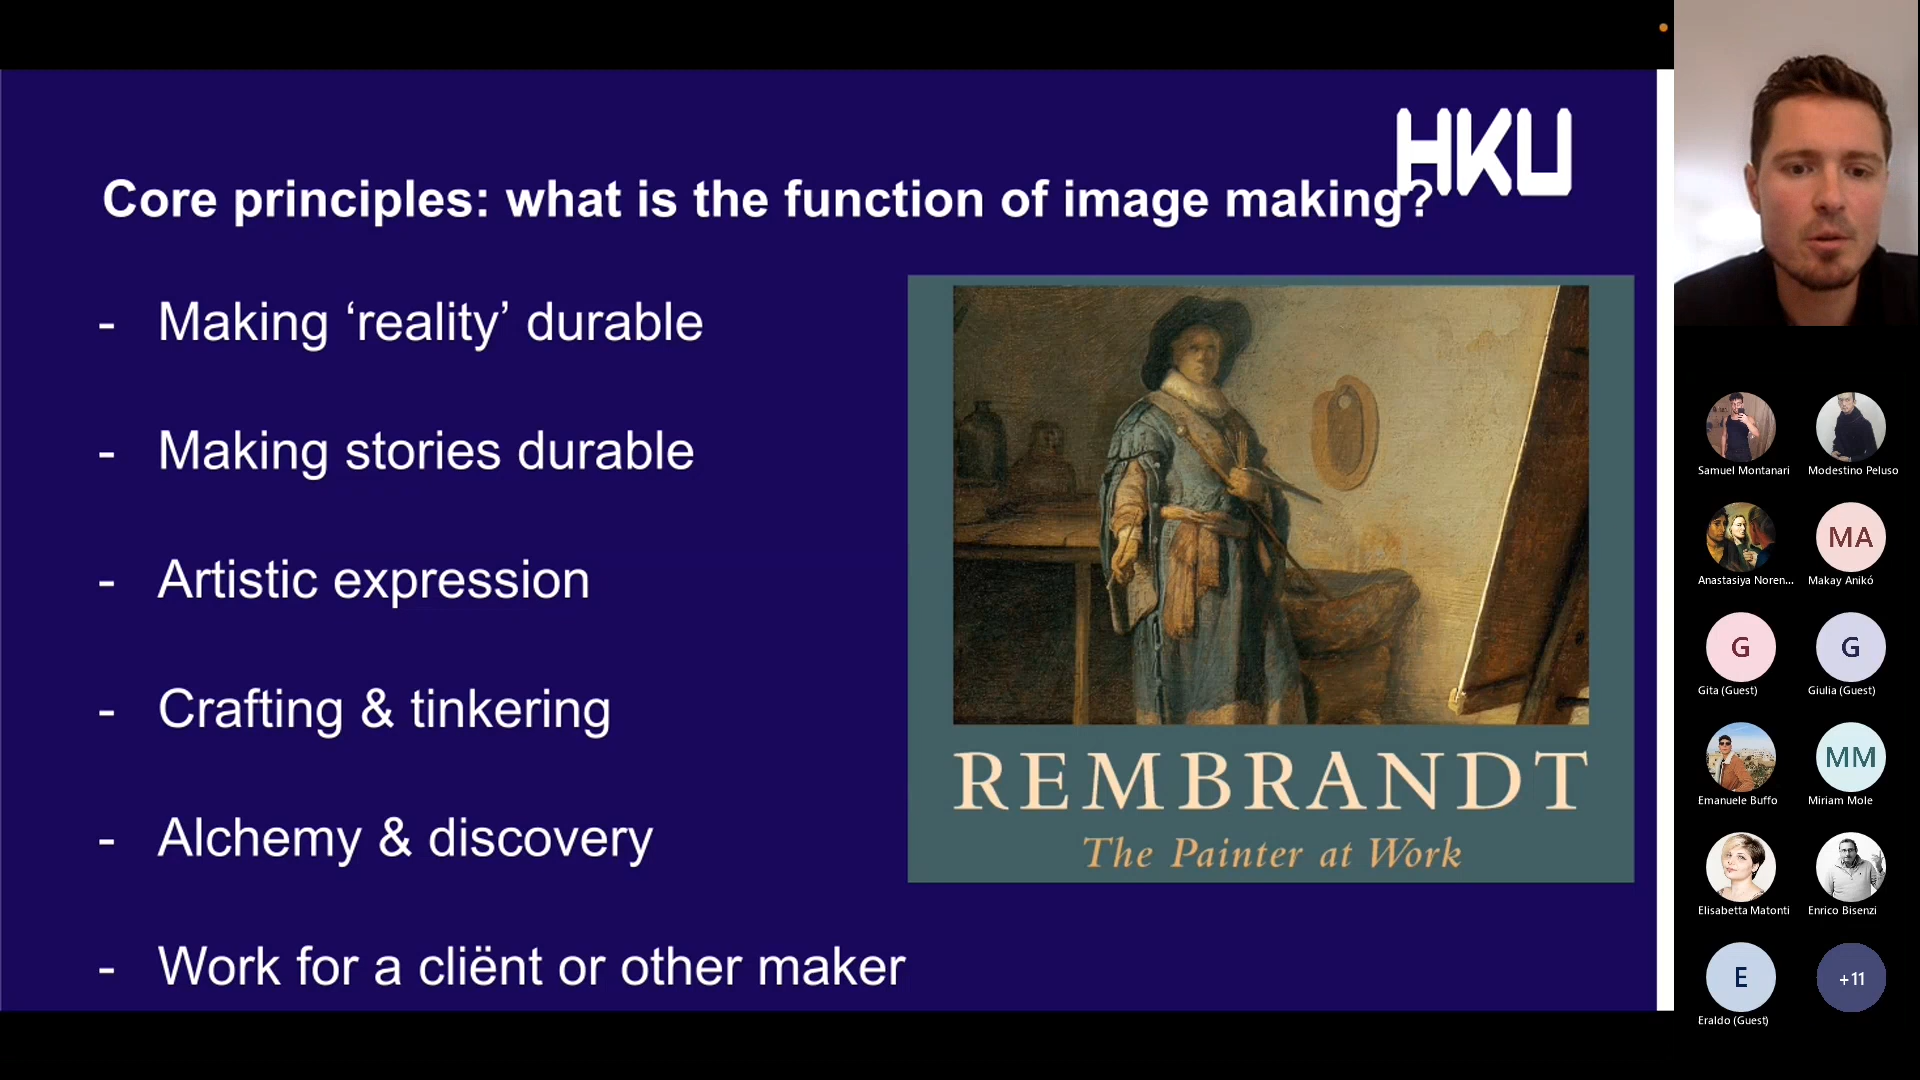 HKU
Core principles: what is the function of image making?
- Making ‘reality’ durable
- Making stories durable
- Artistic expression
- Crafting & tinkering
- Alchemy & discovery
- Work for a cliënt or other maker
REMBRANDT
The Painter at Work
Samuel Montanari
Modestino Peluso
Anastasiya Noren...
MA
Makay Anikó
G
Gita (Guest)
G
Giulia (Guest)
Emanuele Buffo
MM
Miriam Mole
Elisabetta Matonti
Enrico Bisenzi
E
Eraldo (Guest)
+11